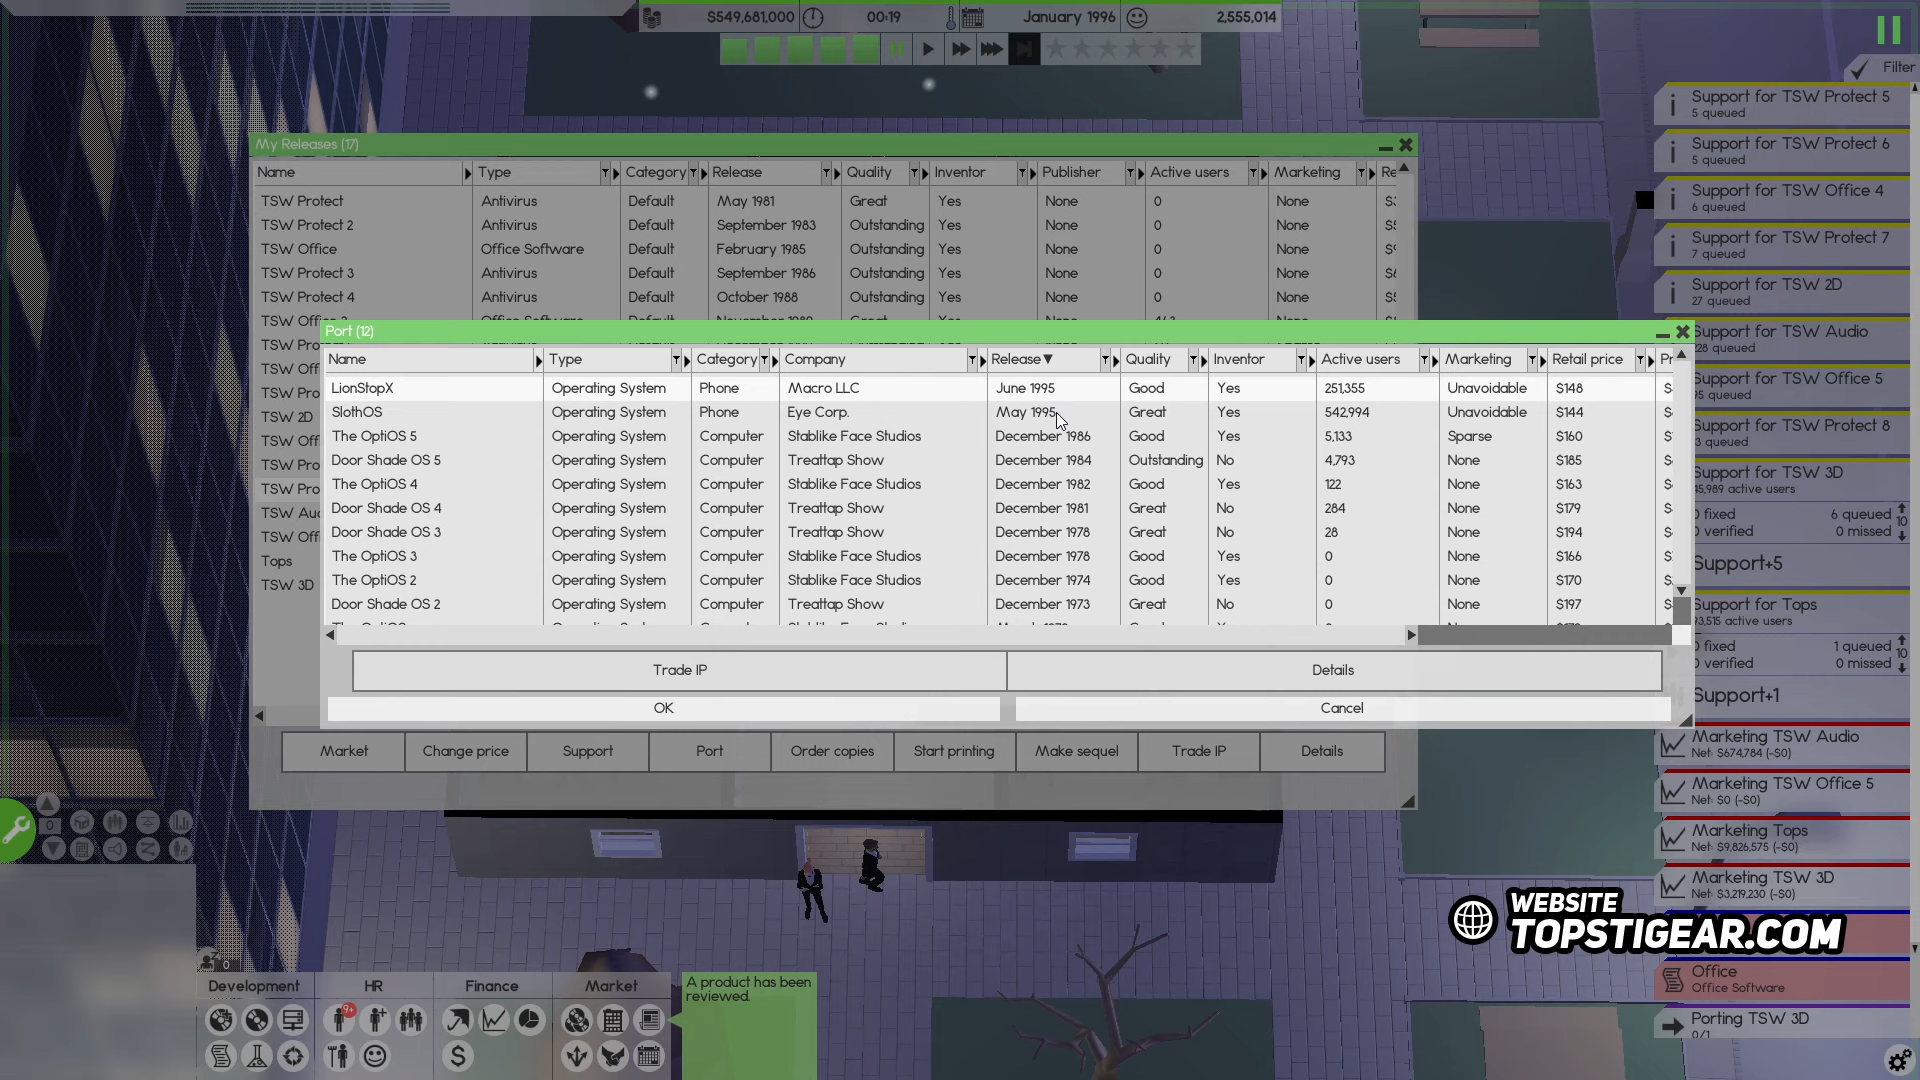 $549,681,000 00:19 January 1996 2,555,014
Filter
My Releases (17)
Name Type Category Release Quality Inventor Publisher Active users Marketing Re
TSW Protect Antivirus Default May 1981 Great Yes None 0 None
TSW Protect 2 Antivirus Default September 1983 Outstanding Yes None 0 None
TSW Office Office Software Default February 1985 Outstanding Yes None 0 None
TSW Protect 3 Antivirus Default September 1986 Outstanding Yes None 0 None
TSW Protect 4 Antivirus Default October 1988 Outstanding Yes None 0 None
TSW 2D
Tops
TSW 3D
Port (12)
Name Type Category Company Release Quality Inventor Active users Marketing Retail price Pr
LionStopX Operating System Phone Macro LLC June 1995 Good Yes 251,355 Unavoidable $148
SlothOS Operating System Phone Eye Corp. May 1995 Great Yes 542,994 Unavoidable $144
The OptiOS 5 Operating System Computer Stablike Face Studios December 1986 Good Yes 5,133 Sparse $160
Door Shade OS 5 Operating System Computer Treattap Show December 1984 Outstanding No 4,793 None $185
The OptiOS 4 Operating System Computer Stablike Face Studios December 1982 Good Yes 122 None $163
Door Shade OS 4 Operating System Computer Treattap Show December 1981 Great No 284 None $179
Door Shade OS 3 Operating System Computer Treattap Show December 1978 Great No 28 None $194
The OptiOS 3 Operating System Computer Stablike Face Studios December 1978 Good Yes 0 None $166
The OptiOS 2 Operating System Computer Stablike Face Studios December 1974 Good Yes 0 None $170
Door Shade OS 2 Operating System Computer Treattap Show December 1973 Great No 0 None $197
Trade IP Details
OK Cancel
Market Change price Support Port Order copies Start printing Make sequel Trade IP Details
Support for TSW Protect 5
5 queued
Support for TSW Protect 6
5 queued
Support for TSW Office 4
6 queued
Support for TSW Protect 7
7 queued
Support for TSW 2D
27 queued
Support for TSW Audio
Support for TSW Office 5
Support for TSW Protect 8
Support for TSW 3D
active users
fixed 6 queued
verified 0 missed
10
Support+5
Support for Tops
active users
fixed 1 queued
verified 0 missed
10
Support+1
Marketing TSW Audio
Net: $674,784 (-$0)
Marketing TSW Office 5
Net: $0 (-$0)
Marketing Tops
Net: $9,826,575 (-$0)
Marketing TSW 3D
Net: $3,219,230 (-$0)
WEBSITE
TOPSTIGEAR.COM
Office
Office Software
Porting TSW 3D
0/1
0
0
Development HR Finance Market
9+
A product has been
reviewed.